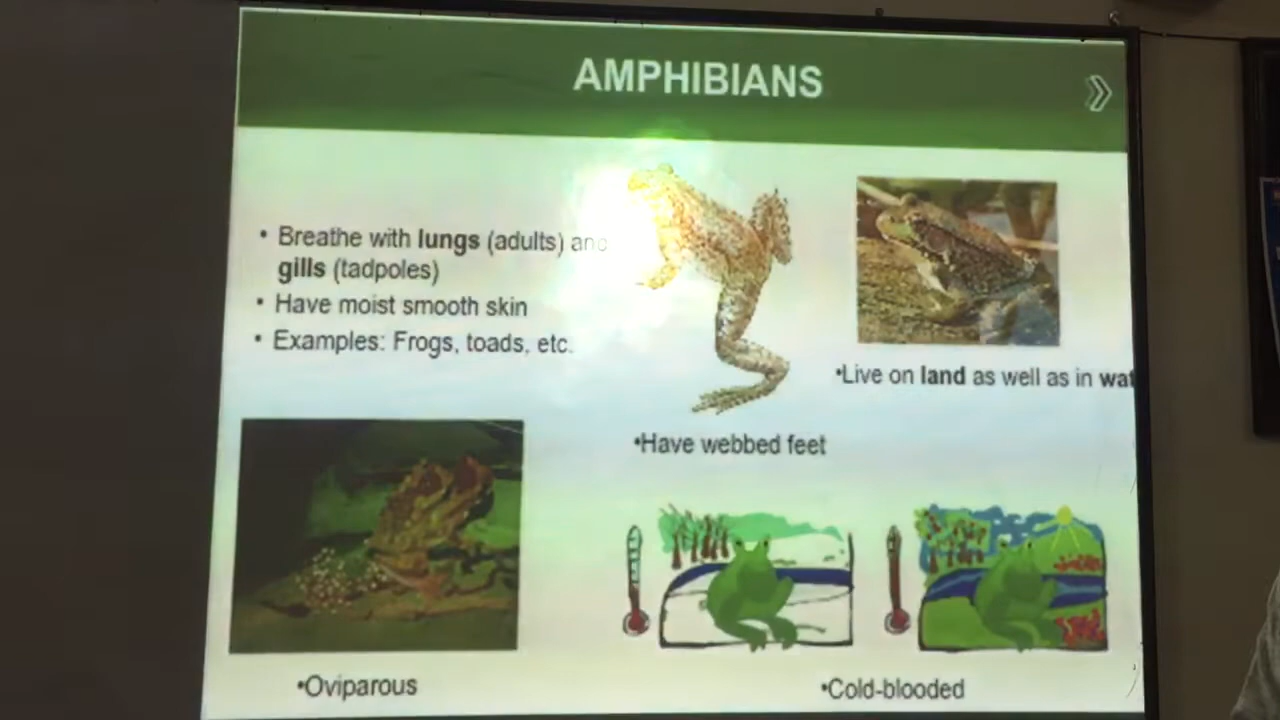 AMPHIBIANS
• Breathe with lungs (adults) and
gills (tadpoles)
• Have moist smooth skin
• Examples: Frogs, toads, etc.
•Live on land as well as in wat
•Have webbed feet
•Oviparous
•Cold-blooded